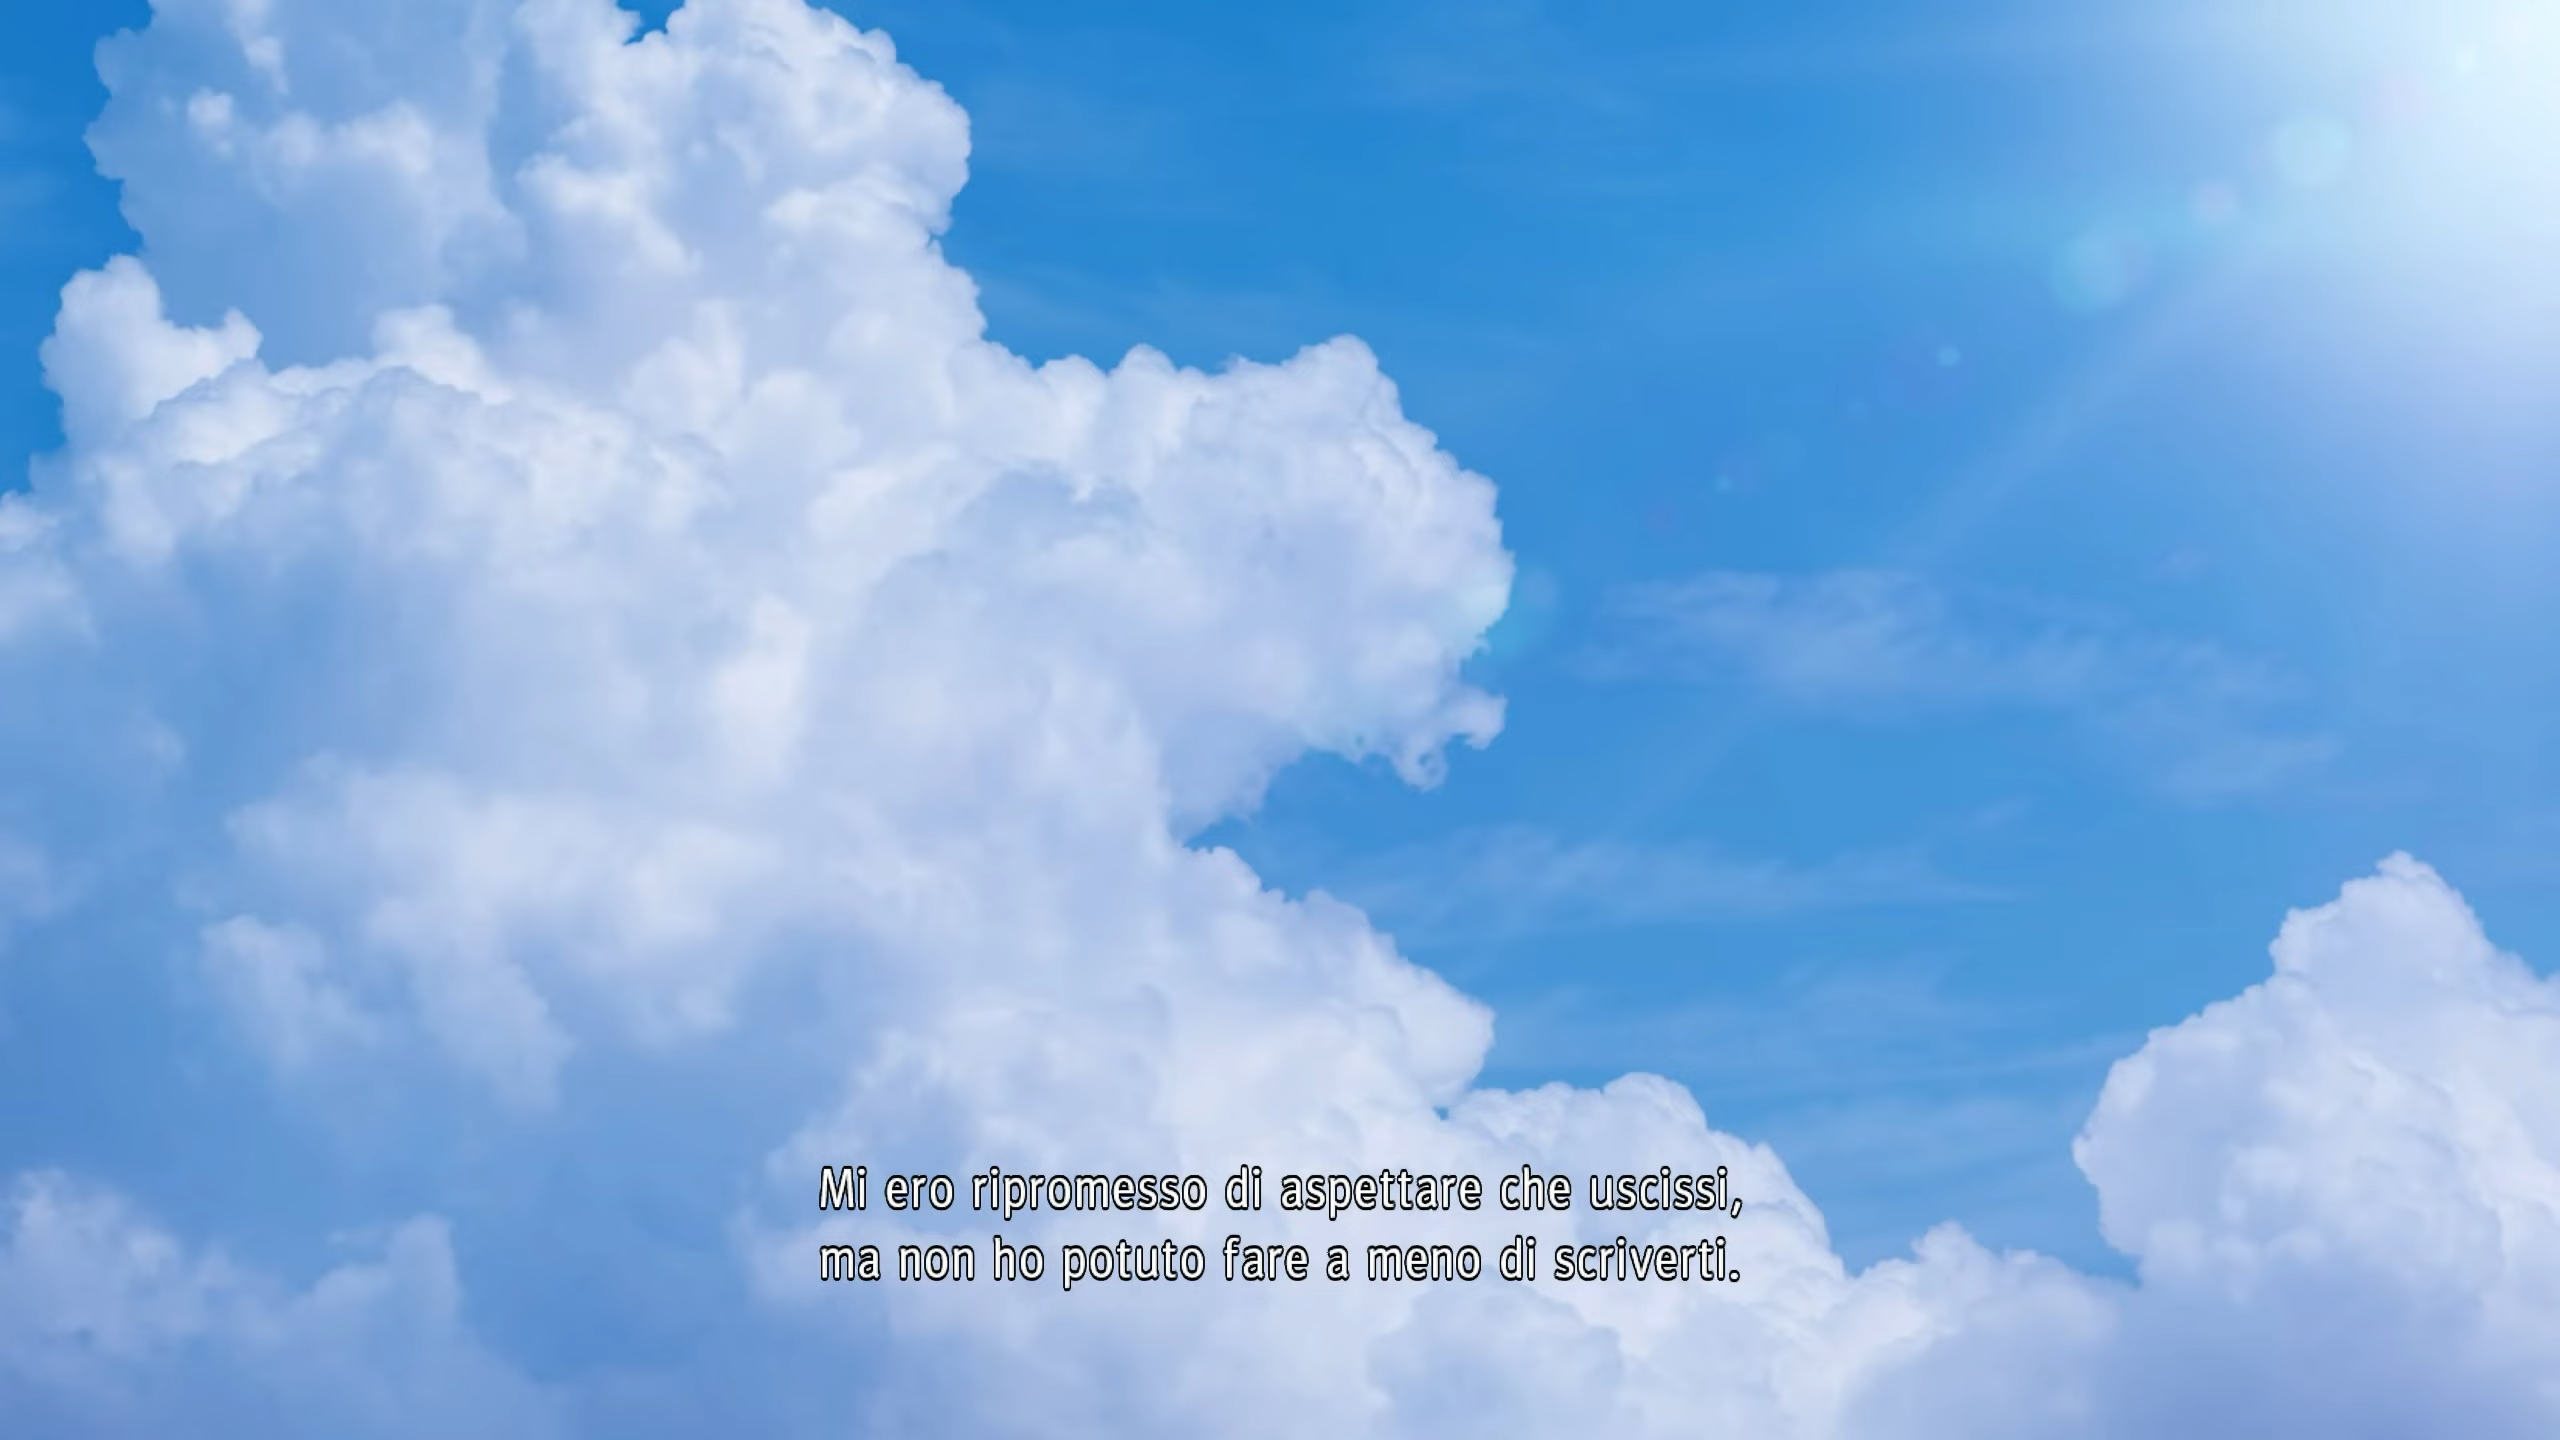 Mi ero ripromesso di aspettare che uscissi,
ma non ho potuto fare a meno di scriverti.